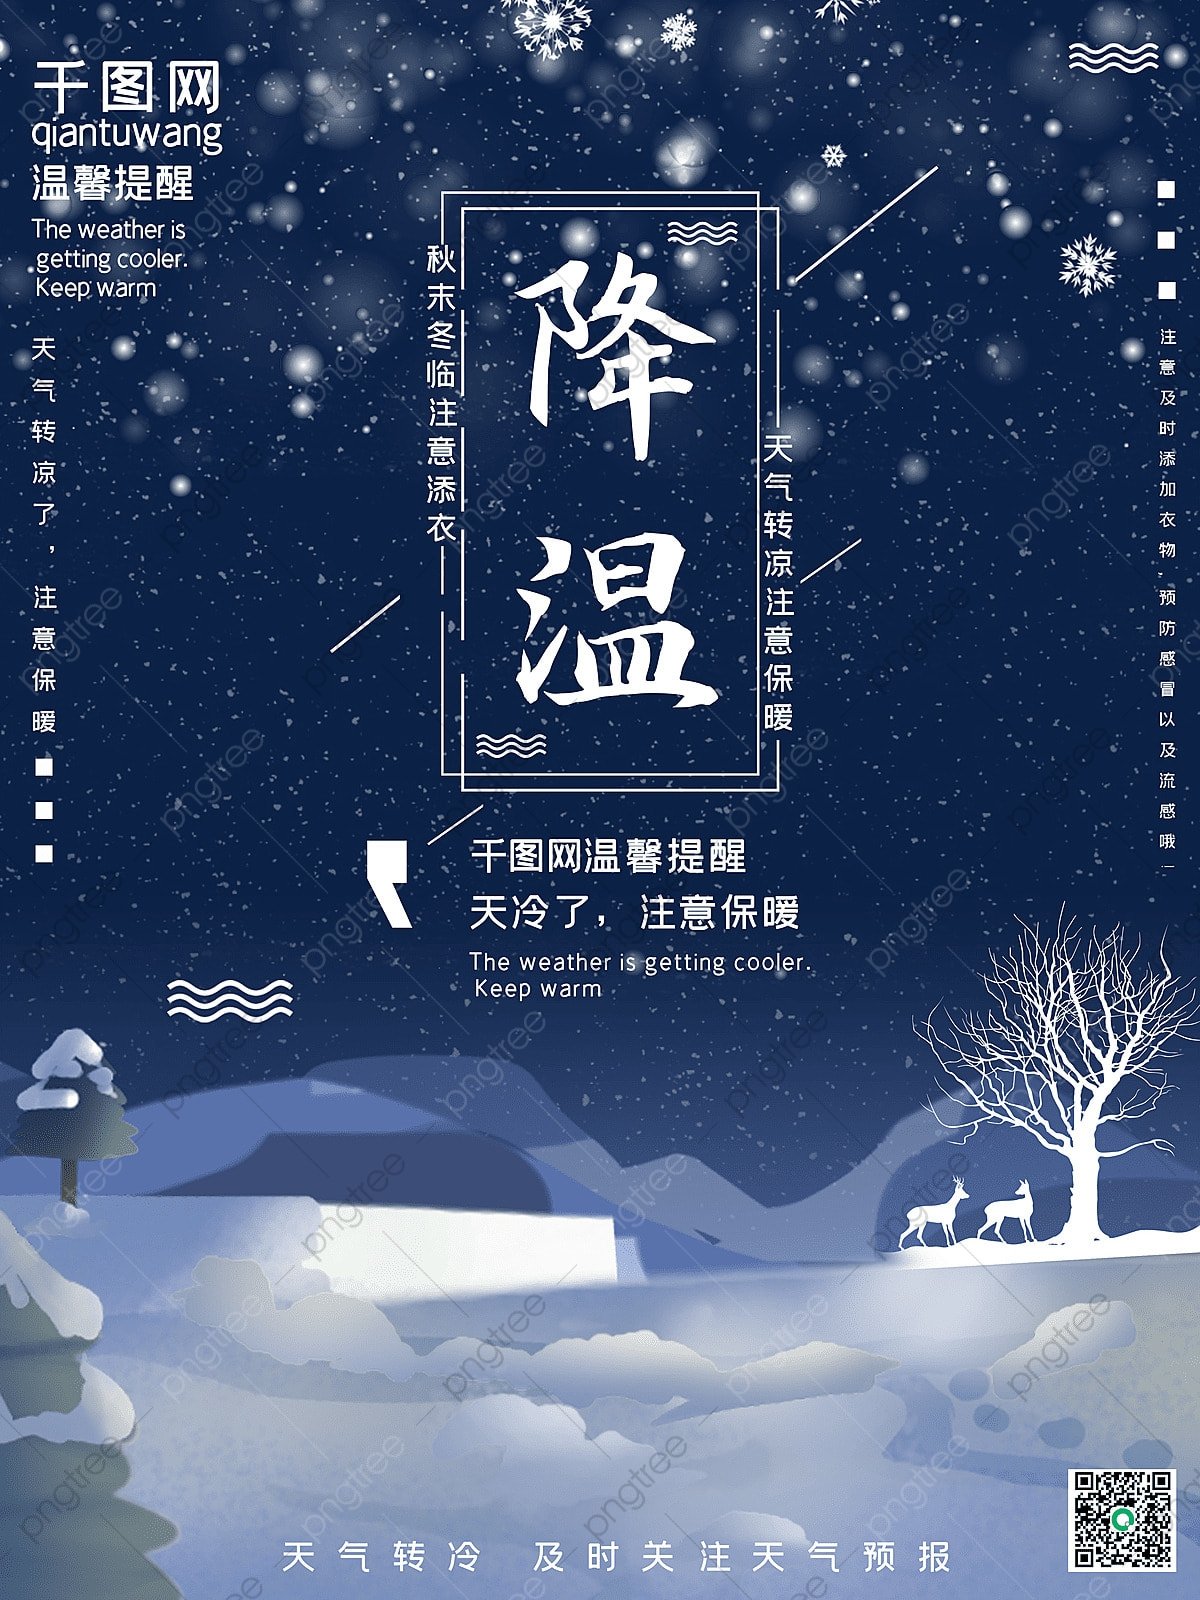 千图网
qiantuwang
温馨提醒
The weather is
getting cooler.
Keep warm
天气转凉了，注意保暖
秋末冬临注意添衣
降温
天气转凉注意保暖
注意及时添加衣物，预防感冒以及流感哦—
千图网温馨提醒
天冷了，注意保暖
The weather is getting cooler.
Keep warm
天气转冷 及时关注天气预报
pngtree